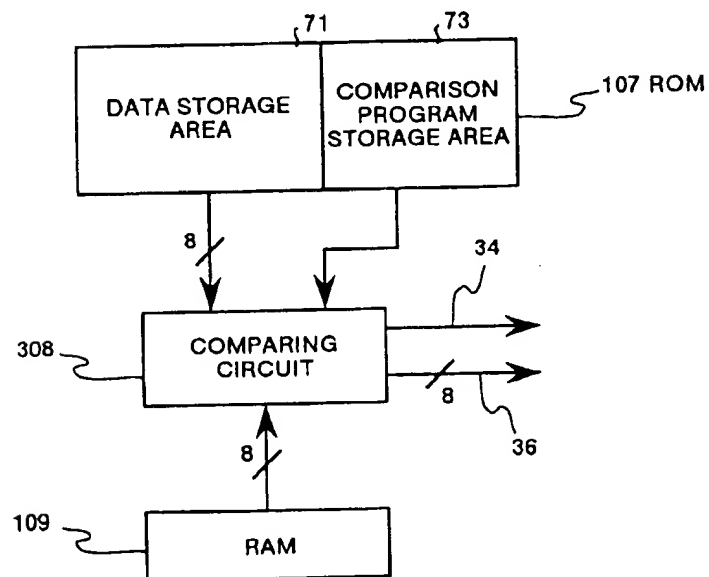 71
73
DATA STORAGE
AREA
COMPARISON
PROGRAM
STORAGE AREA
107 ROM
8
34
308
COMPARING
CIRCUIT
8
36
8
109
RAM